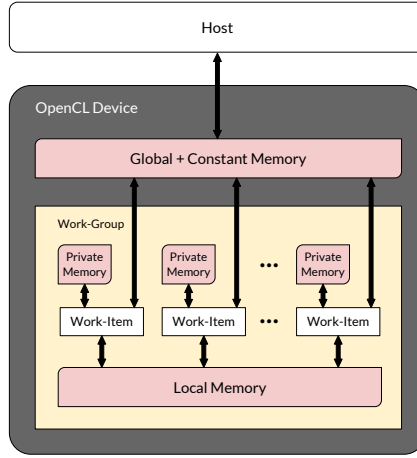 Host
OpenCL Device
Global + Constant Memory
Work-Group
Private
Memory
Private
Memory
•••
Private
Memory
Work-Item
Work-Item
•••
Work-Item
Local Memory